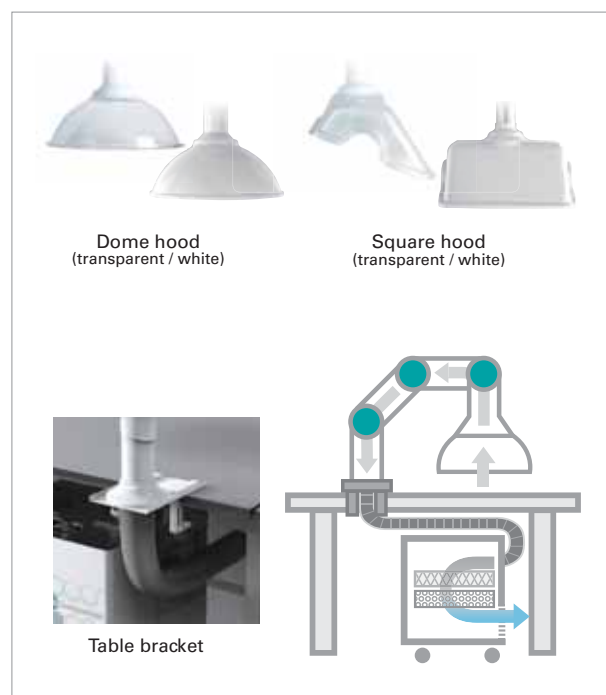 Dome hood
(transparent / white)
Square hood
(transparent / white)
Table bracket